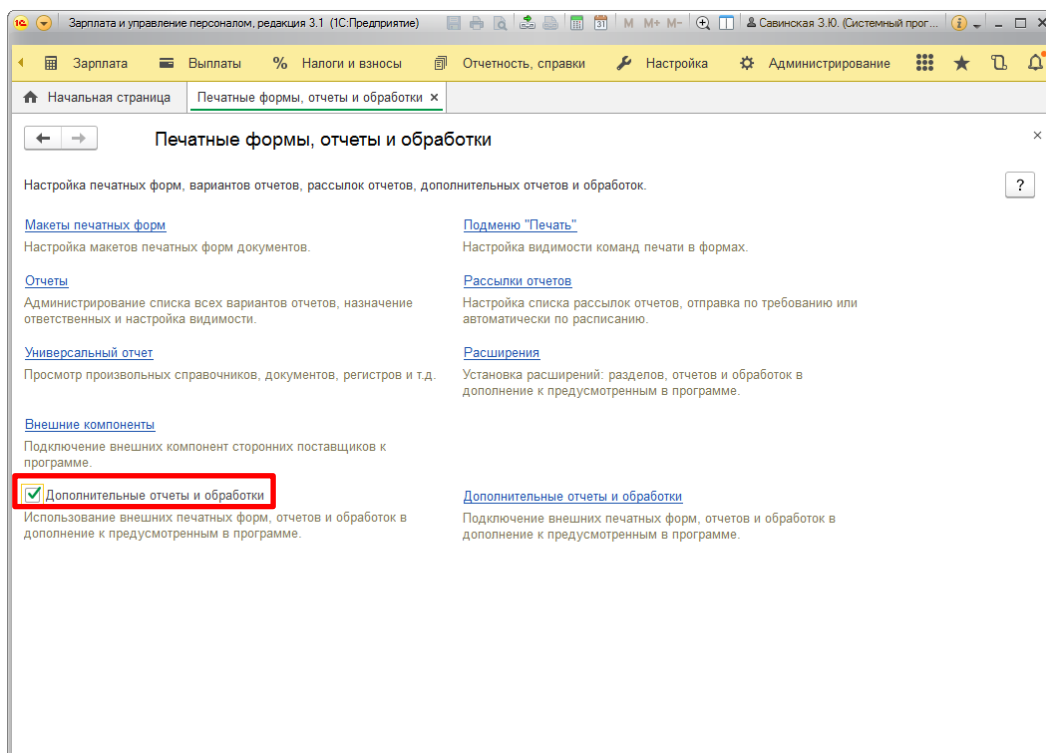 Зарплата и управление персоналом, редакция 3.1 (1С:Предприятие)
M M+ M-
Савинская З.Ю. (Системный прог...
Зарплата
Выплаты
% Налоги и взносы
Отчетность, справки
Настройка
Администрирование
Начальная страница
Печатные формы, отчеты и обработки ×
Печатные формы, отчеты и обработки
Настройка печатных форм, вариантов отчетов, рассылок отчетов, дополнительных отчетов и обработок.
?
Макеты печатных форм
Настройка макетов печатных форм документов.
Подменю "Печать"
Настройка видимости команд печати в формах.
Отчеты
Администрирование списка всех вариантов отчетов, назначение
ответственных и настройка видимости.
Рассылки отчетов
Настройка списка рассылок отчетов, отправка по требованию или
автоматически по расписанию.
Универсальный отчет
Просмотр произвольных справочников, документов, регистров и т.д.
Расширения
Установка расширений: разделов, отчетов и обработок в
дополнение к предусмотренным в программе.
Внешние компоненты
Подключение внешних компонент сторонних поставщиков к
программе.
Дополнительные отчеты и обработки
Использование внешних печатных форм, отчетов и обработок в
дополнение к предусмотренным в программе.
Дополнительные отчеты и обработки
Подключение внешних печатных форм, отчетов и обработок в
дополнение к предусмотренным в программе.